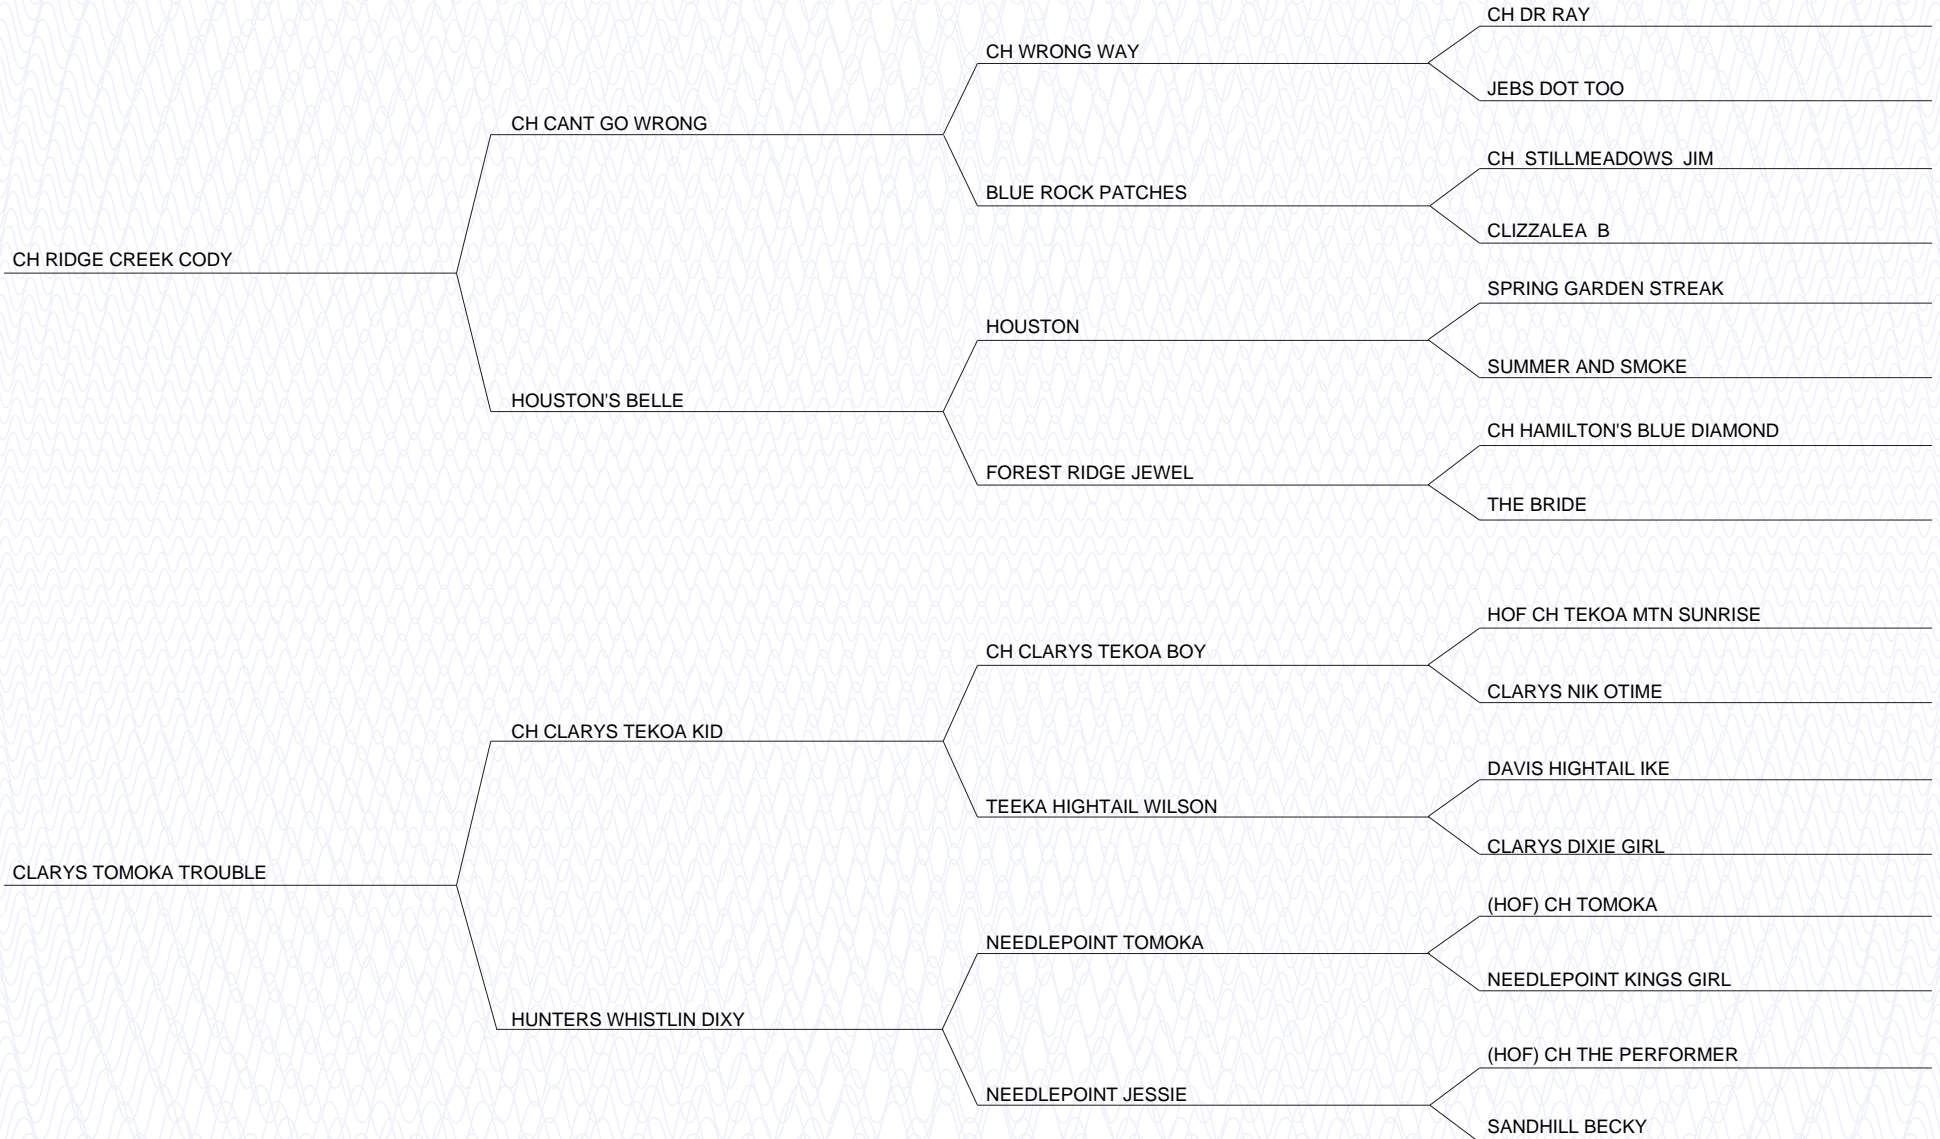 CH DR RAY
CH WRONG WAY
JEBS DOT TOO
CH CANT GO WRONG
CH  STILLMEADOWS  JIM
BLUE ROCK PATCHES
CLIZZALEA  B
CH RIDGE CREEK CODY
SPRING GARDEN STREAK
HOUSTON
SUMMER AND SMOKE
HOUSTON'S BELLE
CH HAMILTON'S BLUE DIAMOND
FOREST RIDGE JEWEL
THE BRIDE
HOF CH TEKOA MTN SUNRISE
CH CLARYS TEKOA BOY
CLARYS NIK OTIME
CH CLARYS TEKOA KID
DAVIS HIGHTAIL IKE
TEEKA HIGHTAIL WILSON
CLARYS DIXIE GIRL
CLARYS TOMOKA TROUBLE
(HOF) CH TOMOKA
NEEDLEPOINT TOMOKA
NEEDLEPOINT KINGS GIRL
HUNTERS WHISTLIN DIXY
(HOF) CH THE PERFORMER
NEEDLEPOINT JESSIE
SANDHILL BECKY